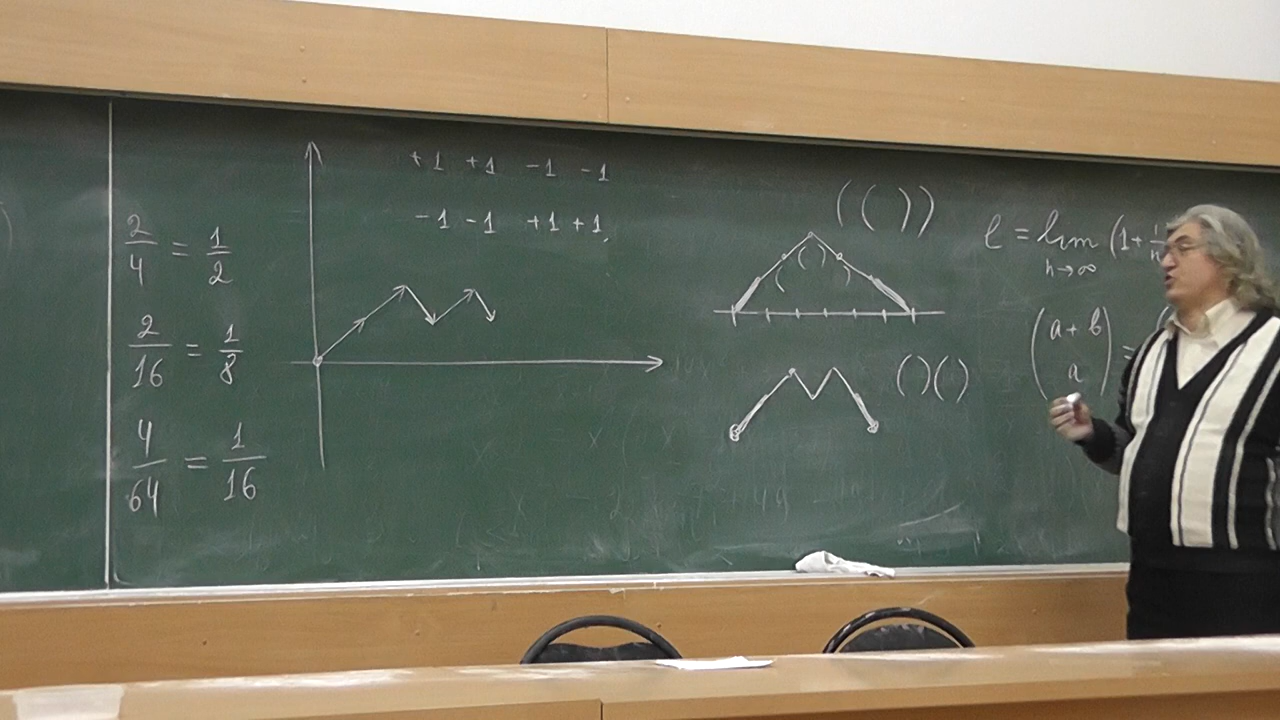 2/4 = 1/2
2/16 = 1/8
4/64 = 1/16
+1 +1 -1 -1
-1 -1 +1 +1
(())
( ( ) )
()()
e = lim (1+1/n
n→∞
(a+b
a) = (